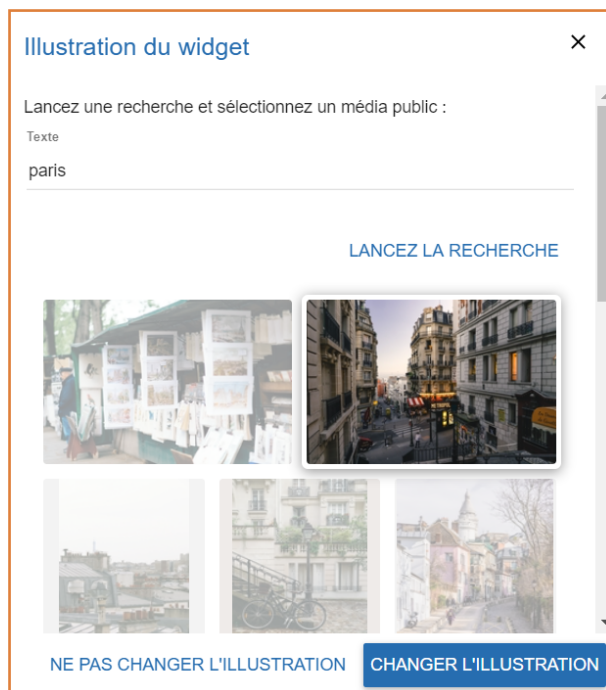 Illustration du widget
Lancez une recherche et sélectionnez un média public :
Texte
paris
LANCEZ LA RECHERCHE
NE PAS CHANGER L'ILLUSTRATION
CHANGER L'ILLUSTRATION